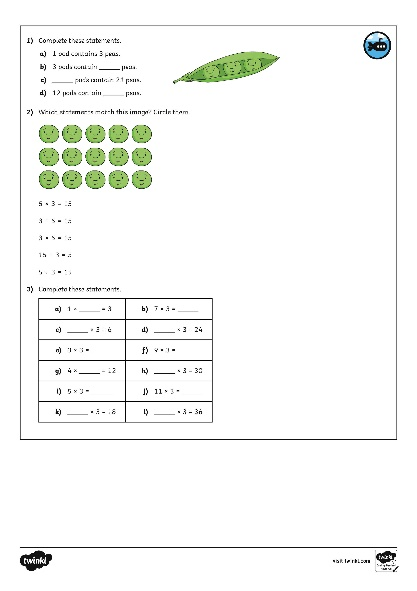 1) Complete these statements.
a) 1 pod contains 3 peas.
b) 3 pods contain _____ peas.
c) _____ pods contain 21 peas.
d) 12 pods contain _____ peas.
2) Which statements match this image? Circle them.
5 × 3 = 15
3 = 15
3 × 5 = 15
15 3 =
5 3 =
3) Complete these statements.
a) 1 × _____ = 3
b) 7 × 3 = _____
c) _____ × 3 = 6
d) _____ × 3 = 24
e) 3 × 3 =
f) 9 × 3 =
g) 4 × _____ = 12
h) _____ × 3 = 30
i) 5 × 3 =
j) 11 × 3 =
k) _____ × 3 = 18
l) _____ × 3 = 36
twinkl
visit twinkl.com
twinkl